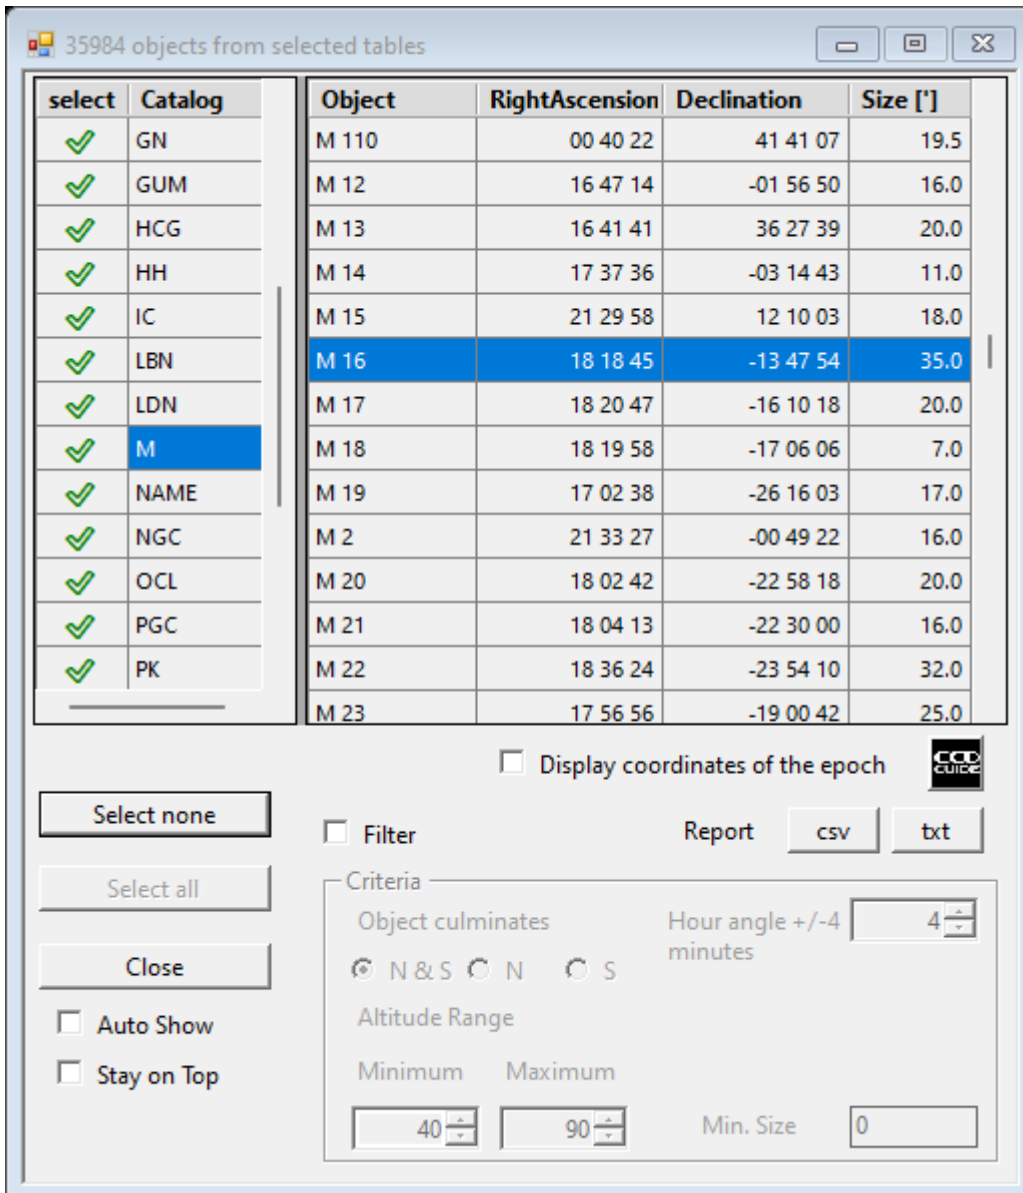 35984 objects from selected tables
select Catalog Object RightAscension Declination Size [']
GN M 110 00 40 22 41 41 07 19.5
GUM M 12 16 47 14 -01 56 50 16.0
HCG M 13 16 41 41 36 27 39 20.0
HH M 14 17 37 36 -03 14 43 11.0
IC M 15 21 29 58 12 10 03 18.0
LBN M 16 18 18 45 -13 47 54 35.0
LDN M 17 18 20 47 -16 10 18 20.0
M M 18 18 19 58 -17 06 06 7.0
NAME M 19 17 02 38 -26 16 03 17.0
NGC M 2 21 33 27 -00 49 22 16.0
OCL M 20 18 02 42 -22 58 18 20.0
PGC M 21 18 04 13 -22 30 00 16.0
PK M 22 18 36 24 -23 54 10 32.0
M 23 17 56 56 -19 00 42 25.0
Display coordinates of the epoch CCD GUIDE
Select none
Filter Report csv txt
Select all
Criteria
Object culminates Hour angle +/-4 minutes 4
Close
N & S N S
Auto Show
Altitude Range
Stay on Top
Minimum Maximum
40 90 Min. Size 0